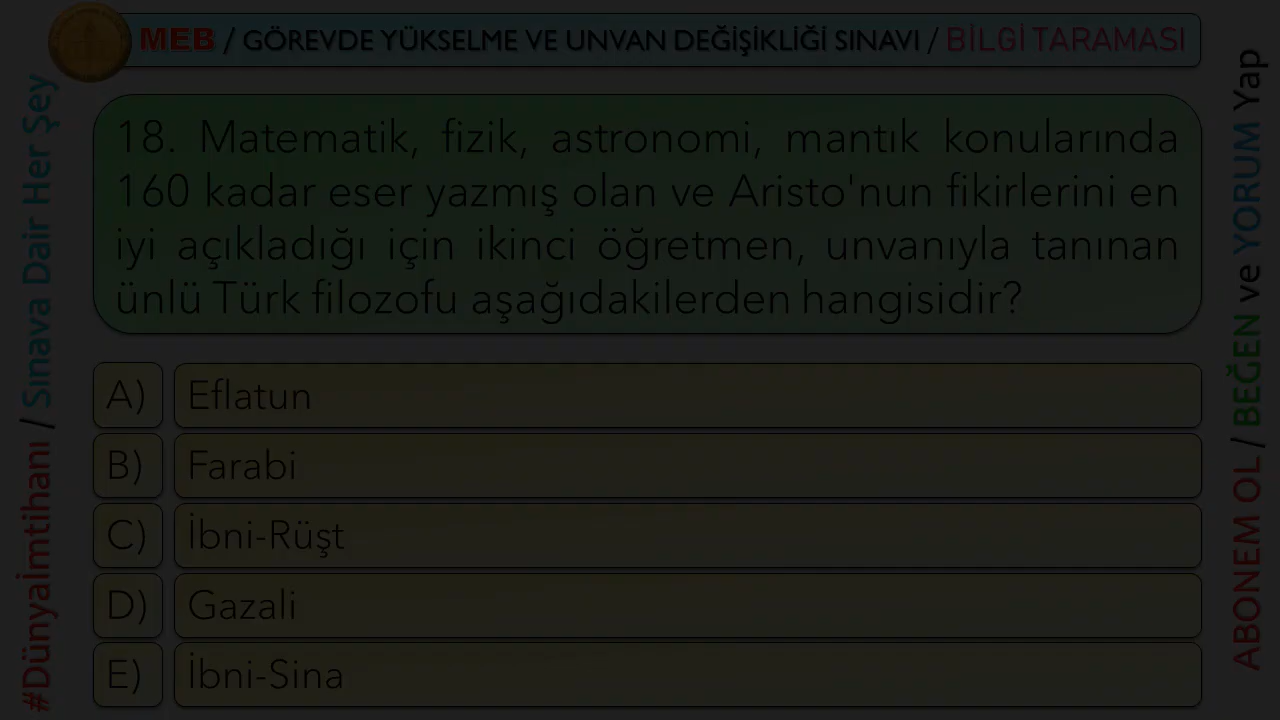 MEB / GÖREVDE YÜKSELME VE UNVAN DEĞİŞİKLİĞİ SINAVI / BİLGİ TARAMASI
18. Matematik, fizik, astronomi, mantık konularında
160 kadar eser yazmış olan ve Aristo'nun fikirlerini en
iyi açıkladığı için ikinci öğretmen, unvanıyla tanınan
ünlü Türk filozofu aşağıdakilerden hangisidir?
A) Eflatun
B) Farabi
C) İbni-Rüşt
D) Gazali
E) İbni-Sina
#Dünyaimtihanı / Sınava Dair Her Şey
ABONEM OL / BEĞEN ve YORUM Yap